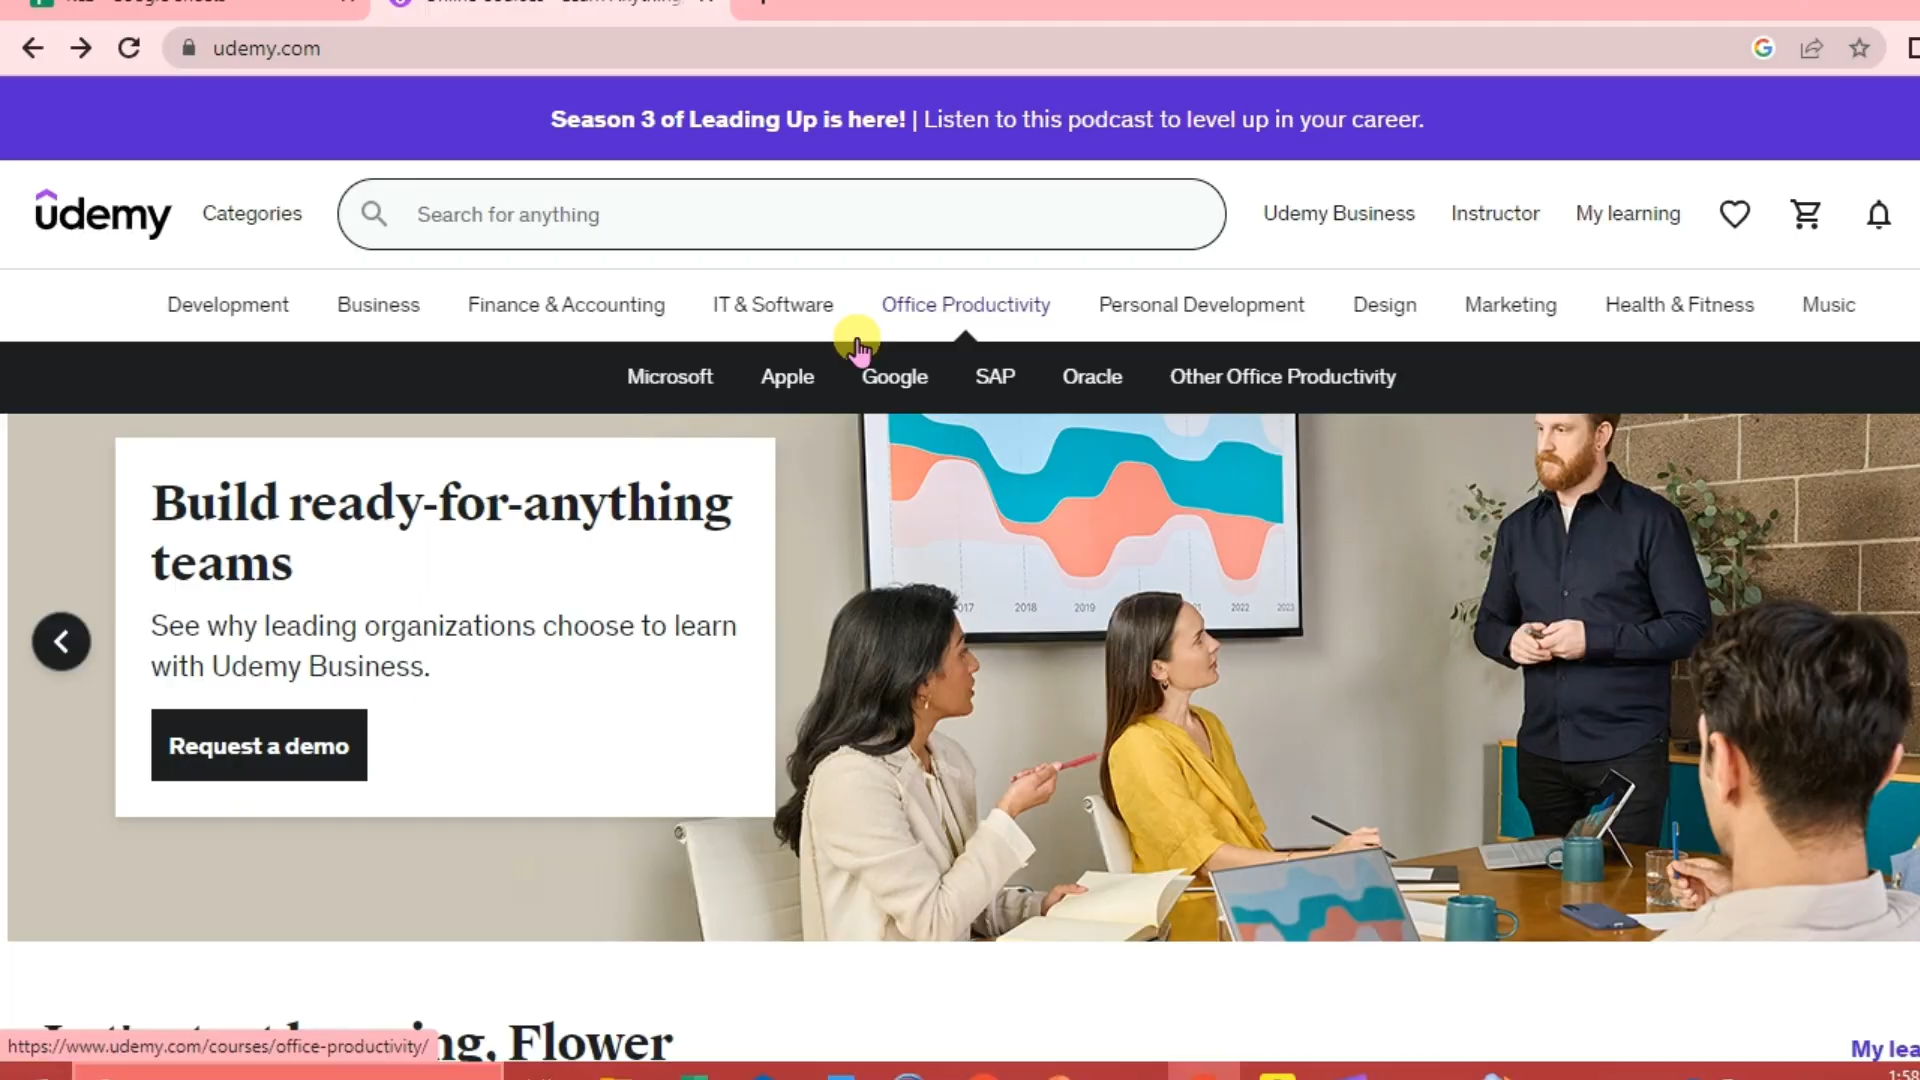 udemy.com
Season 3 of Leading Up is here! | Listen to this podcast to level up in your career.
udemy
Categories
Search for anything
Udemy Business
Instructor
My learning
Development
Business
Finance & Accounting
IT & Software
Office Productivity
Personal Development
Design
Marketing
Health & Fitness
Music
Microsoft
Apple
Google
SAP
Oracle
Other Office Productivity
Build ready-for-anything
teams
See why leading organizations choose to learn
with Udemy Business.
Request a demo
2018
2019
2022
2023
Flower
https://www.udemy.com/courses/office-productivity/
My
1:58